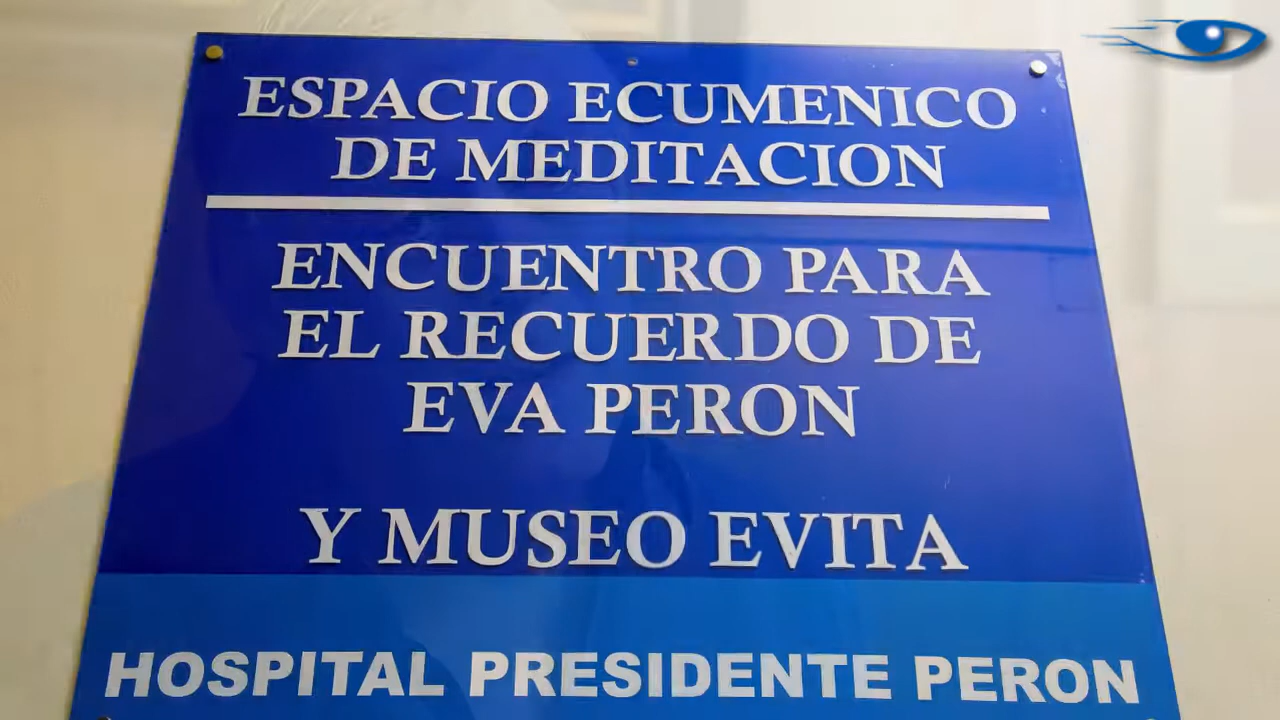 ESPACIO ECUMENICO
DE MEDITACION
ENCUENTRO PARA
EL RECUERDO DE
EVA PERON
Y MUSEO EVITA
HOSPITAL PRESIDENTE PERON